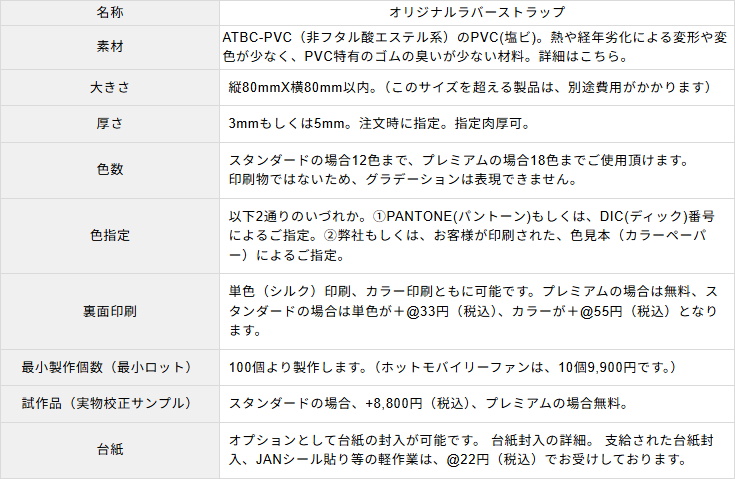 名称
オリジナルラバーストラップ
素材
ATBC-PVC（非フタル酸エステル系）のPVC(塩ビ)。熱や経年劣化による変形や変
色が少なく、PVC特有のゴムの臭いが少ない材料。詳細はこちら。
大きさ
縦80mmX横80mm以内。（このサイズを超える製品は、別途費用がかかります）
厚さ
3mmもしくは5mm。注文時に指定。指定肉厚可。
色数
スタンダードの場合12色まで、プレミアムの場合18色までご使用頂けます。
印刷物ではないため、グラデーションは表現できません。
色指定
以下2通りのいづれか。①PANTONE(パントーン)もしくは、DIC(ディック)番号
によるご指定。②弊社もしくは、お客様が印刷された、色見本（カラーペーパ
ー）によるご指定。
裏面印刷
単色（シルク）印刷、カラー印刷ともに可能です。プレミアムの場合は無料、ス
タンダードの場合は単色が＋@33円（税込）、カラーが＋@55円（税込）となり
ます。
最小製作個数（最小ロット）
100個より製作します。（ホットモバイリーファンは、10個9,900円です。）
試作品（実物校正サンプル）
スタンダードの場合、+8,800円（税込）、プレミアムの場合無料。
台紙
オプションとして台紙の封入が可能です。 台紙封入の詳細。 支給された台紙封
入、JANシール貼り等の軽作業は、@22円（税込）でお受けしております。